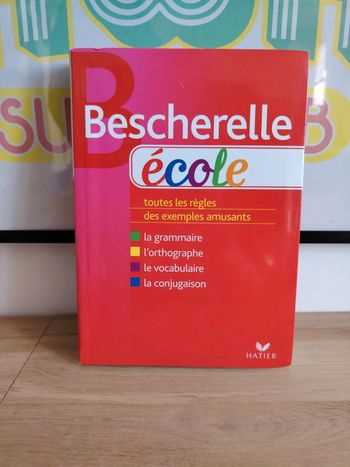 B
Bescherelle
école
toutes les règles
des exemples amusants
la grammaire
l'orthographe
le vocabulaire
la conjugaison
HATIER